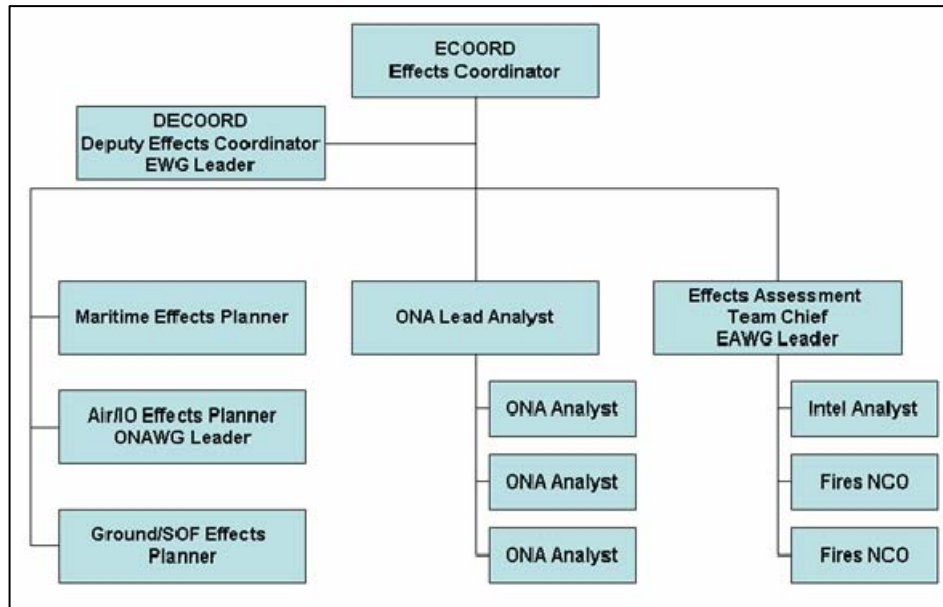 ECOORD
Effects Coordinator
DECOORD
Deputy Effects Coordinator
EWG Leader
Maritime Effects Planner
ONA Lead Analyst
Effects Assessment
Team Chief
EAWG Leader
Air/IO Effects Planner
ONAWG Leader
ONA Analyst
Intel Analyst
ONA Analyst
Fires NCO
Ground/SOF Effects
Planner
ONA Analyst
Fires NCO